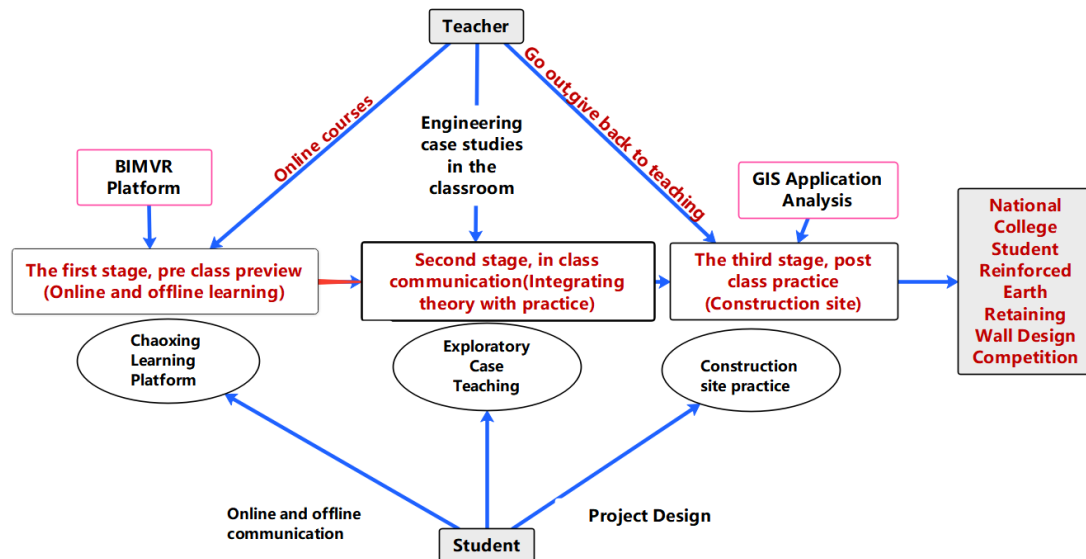 Teacher
Online courses
Engineering
case studies
in the
classroom
Go out,give back to teaching
BIMVR
Platform
GIS Application
Analysis
The first stage, pre class preview
(Online and offline learning)
Second stage, in class
communication(Integrating
theory with practice)
The third stage, post
class practice
(Construction site)
National
College
Student
Reinforced
Earth
Retaining
Wall Design
Competition
Chaoxing
Learning
Platform
Exploratory
Case
Teaching
Construction
site practice
Online and offline
communication
Project Design
Student